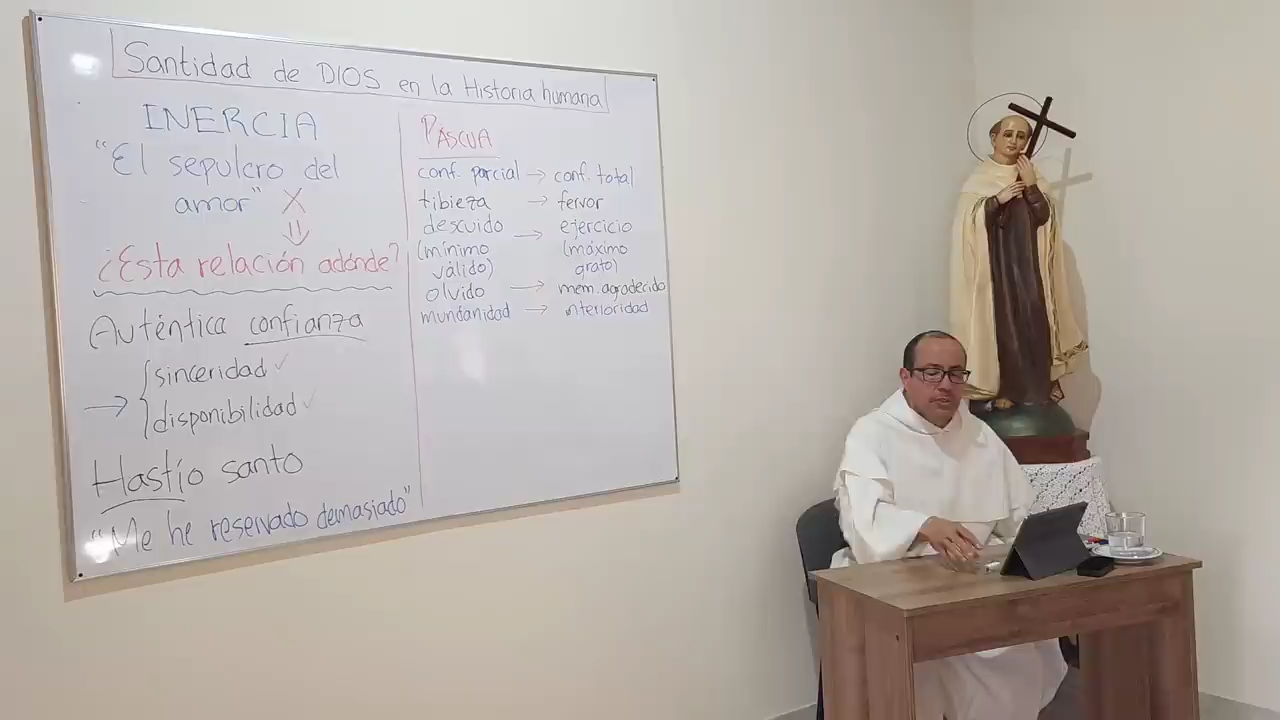 Santidad de DIOS en la Historia humana
INERCIA
"El sepulcro del
amor" X
⇓
¿Esta relación adónde?
Auténtica confianza
→ { sinceridad ✓
disponibilidad ✓
Hastío santo
"Me he reservado demasiado"
PÁSCUA
conf. parcial → conf. total
tibieza → fervor
descuido → ejercicio
(mínimo (máximo
válido) grato)
olvido → mem. agradecido
mundanidad → interioridad